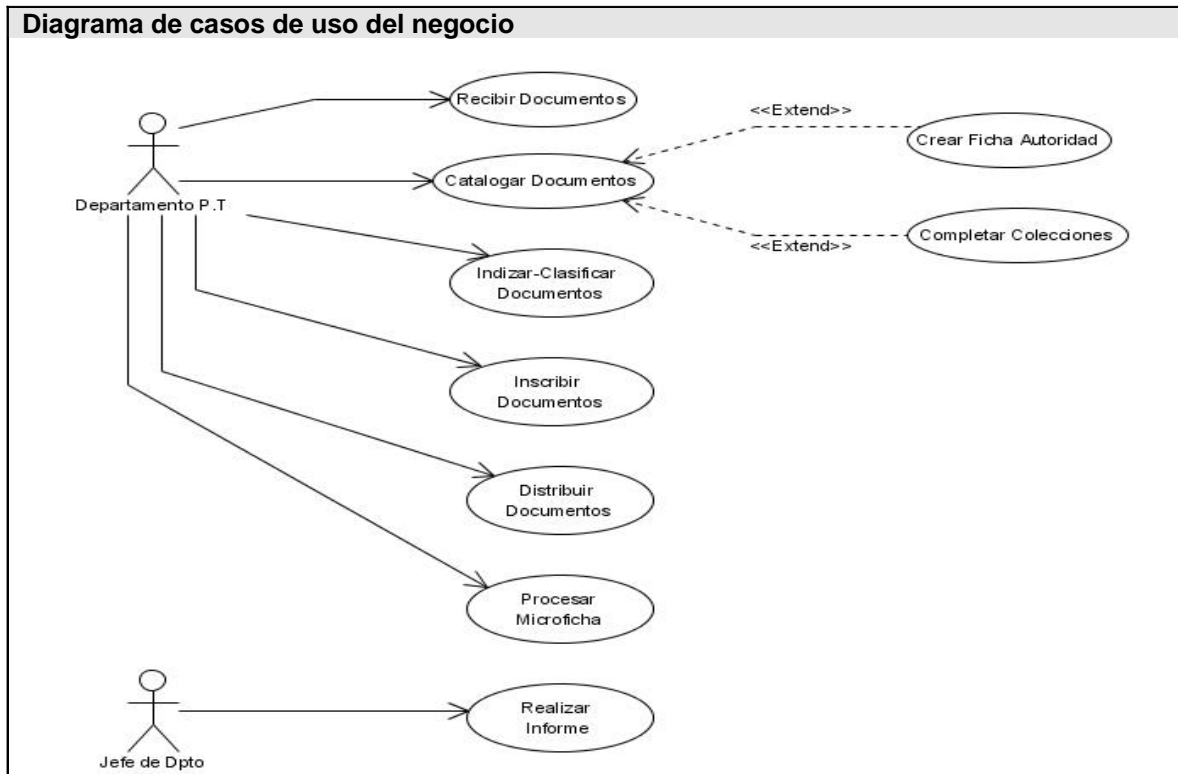 Diagrama de casos de uso del negocio
Recibir Documentos
<<Extend>>
Crear Ficha Autoridad
Catalogar Documentos
Departamento P.T
Completar Colecciones
<<Extend>>
Indizar-Clasificar
Documentos
Inscribir
Documentos
Distribuir
Documentos
Procesar
Microficha
Realizar
Informe
Jefe de Dpto